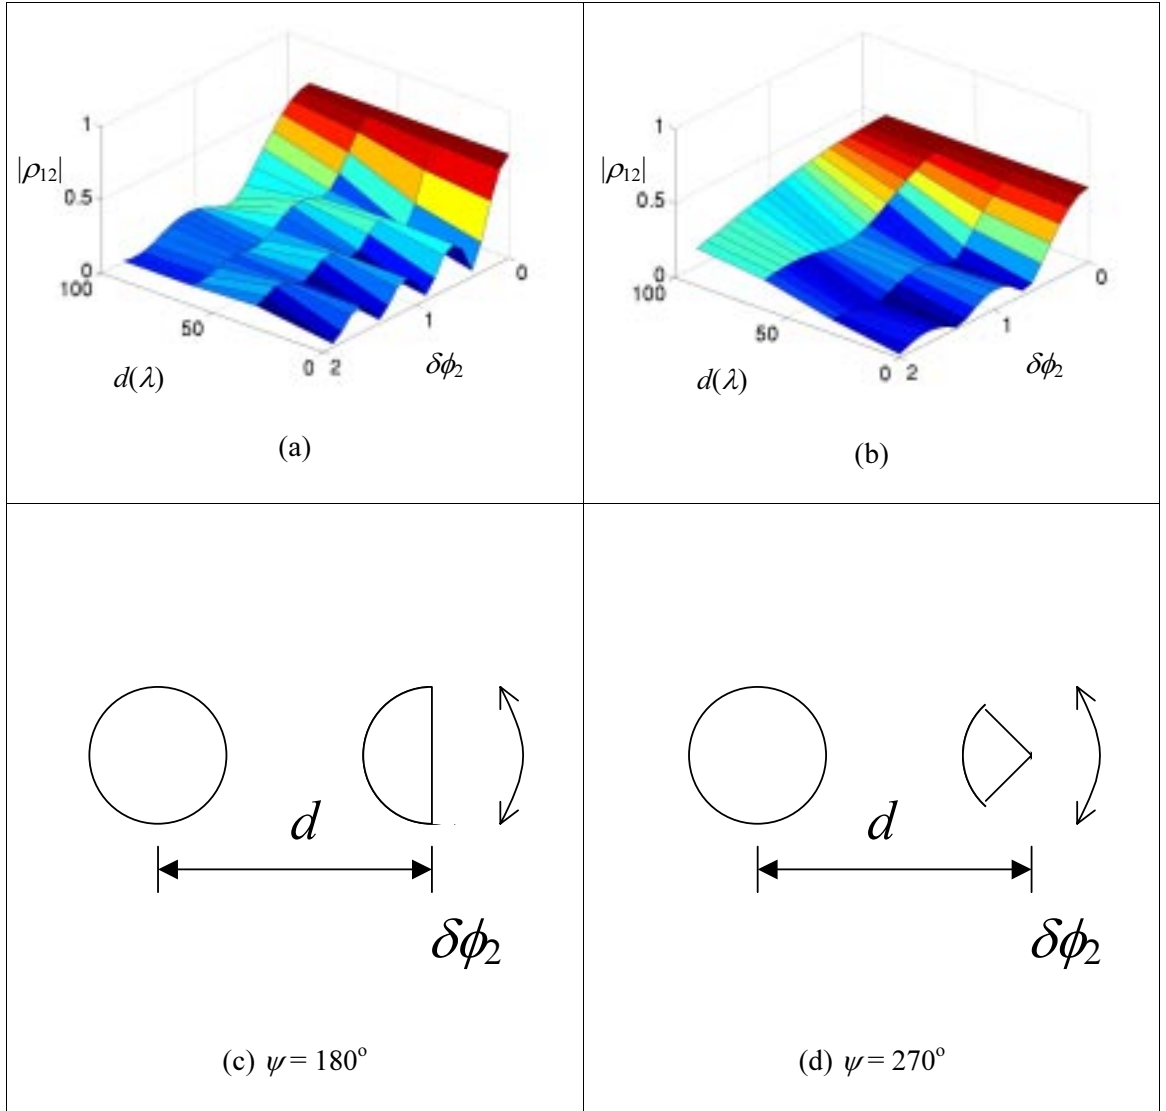 1
|ρ₁₂|
0.5
0
100
50
0 2
1
0
d(λ)
δϕ₂
(a)
1
|ρ₁₂|
0.5
0
100
50
0 2
1
0
d(λ)
δϕ₂
(b)
d
δϕ₂
(c) ψ = 180°
d
δϕ₂
(d) ψ = 270°